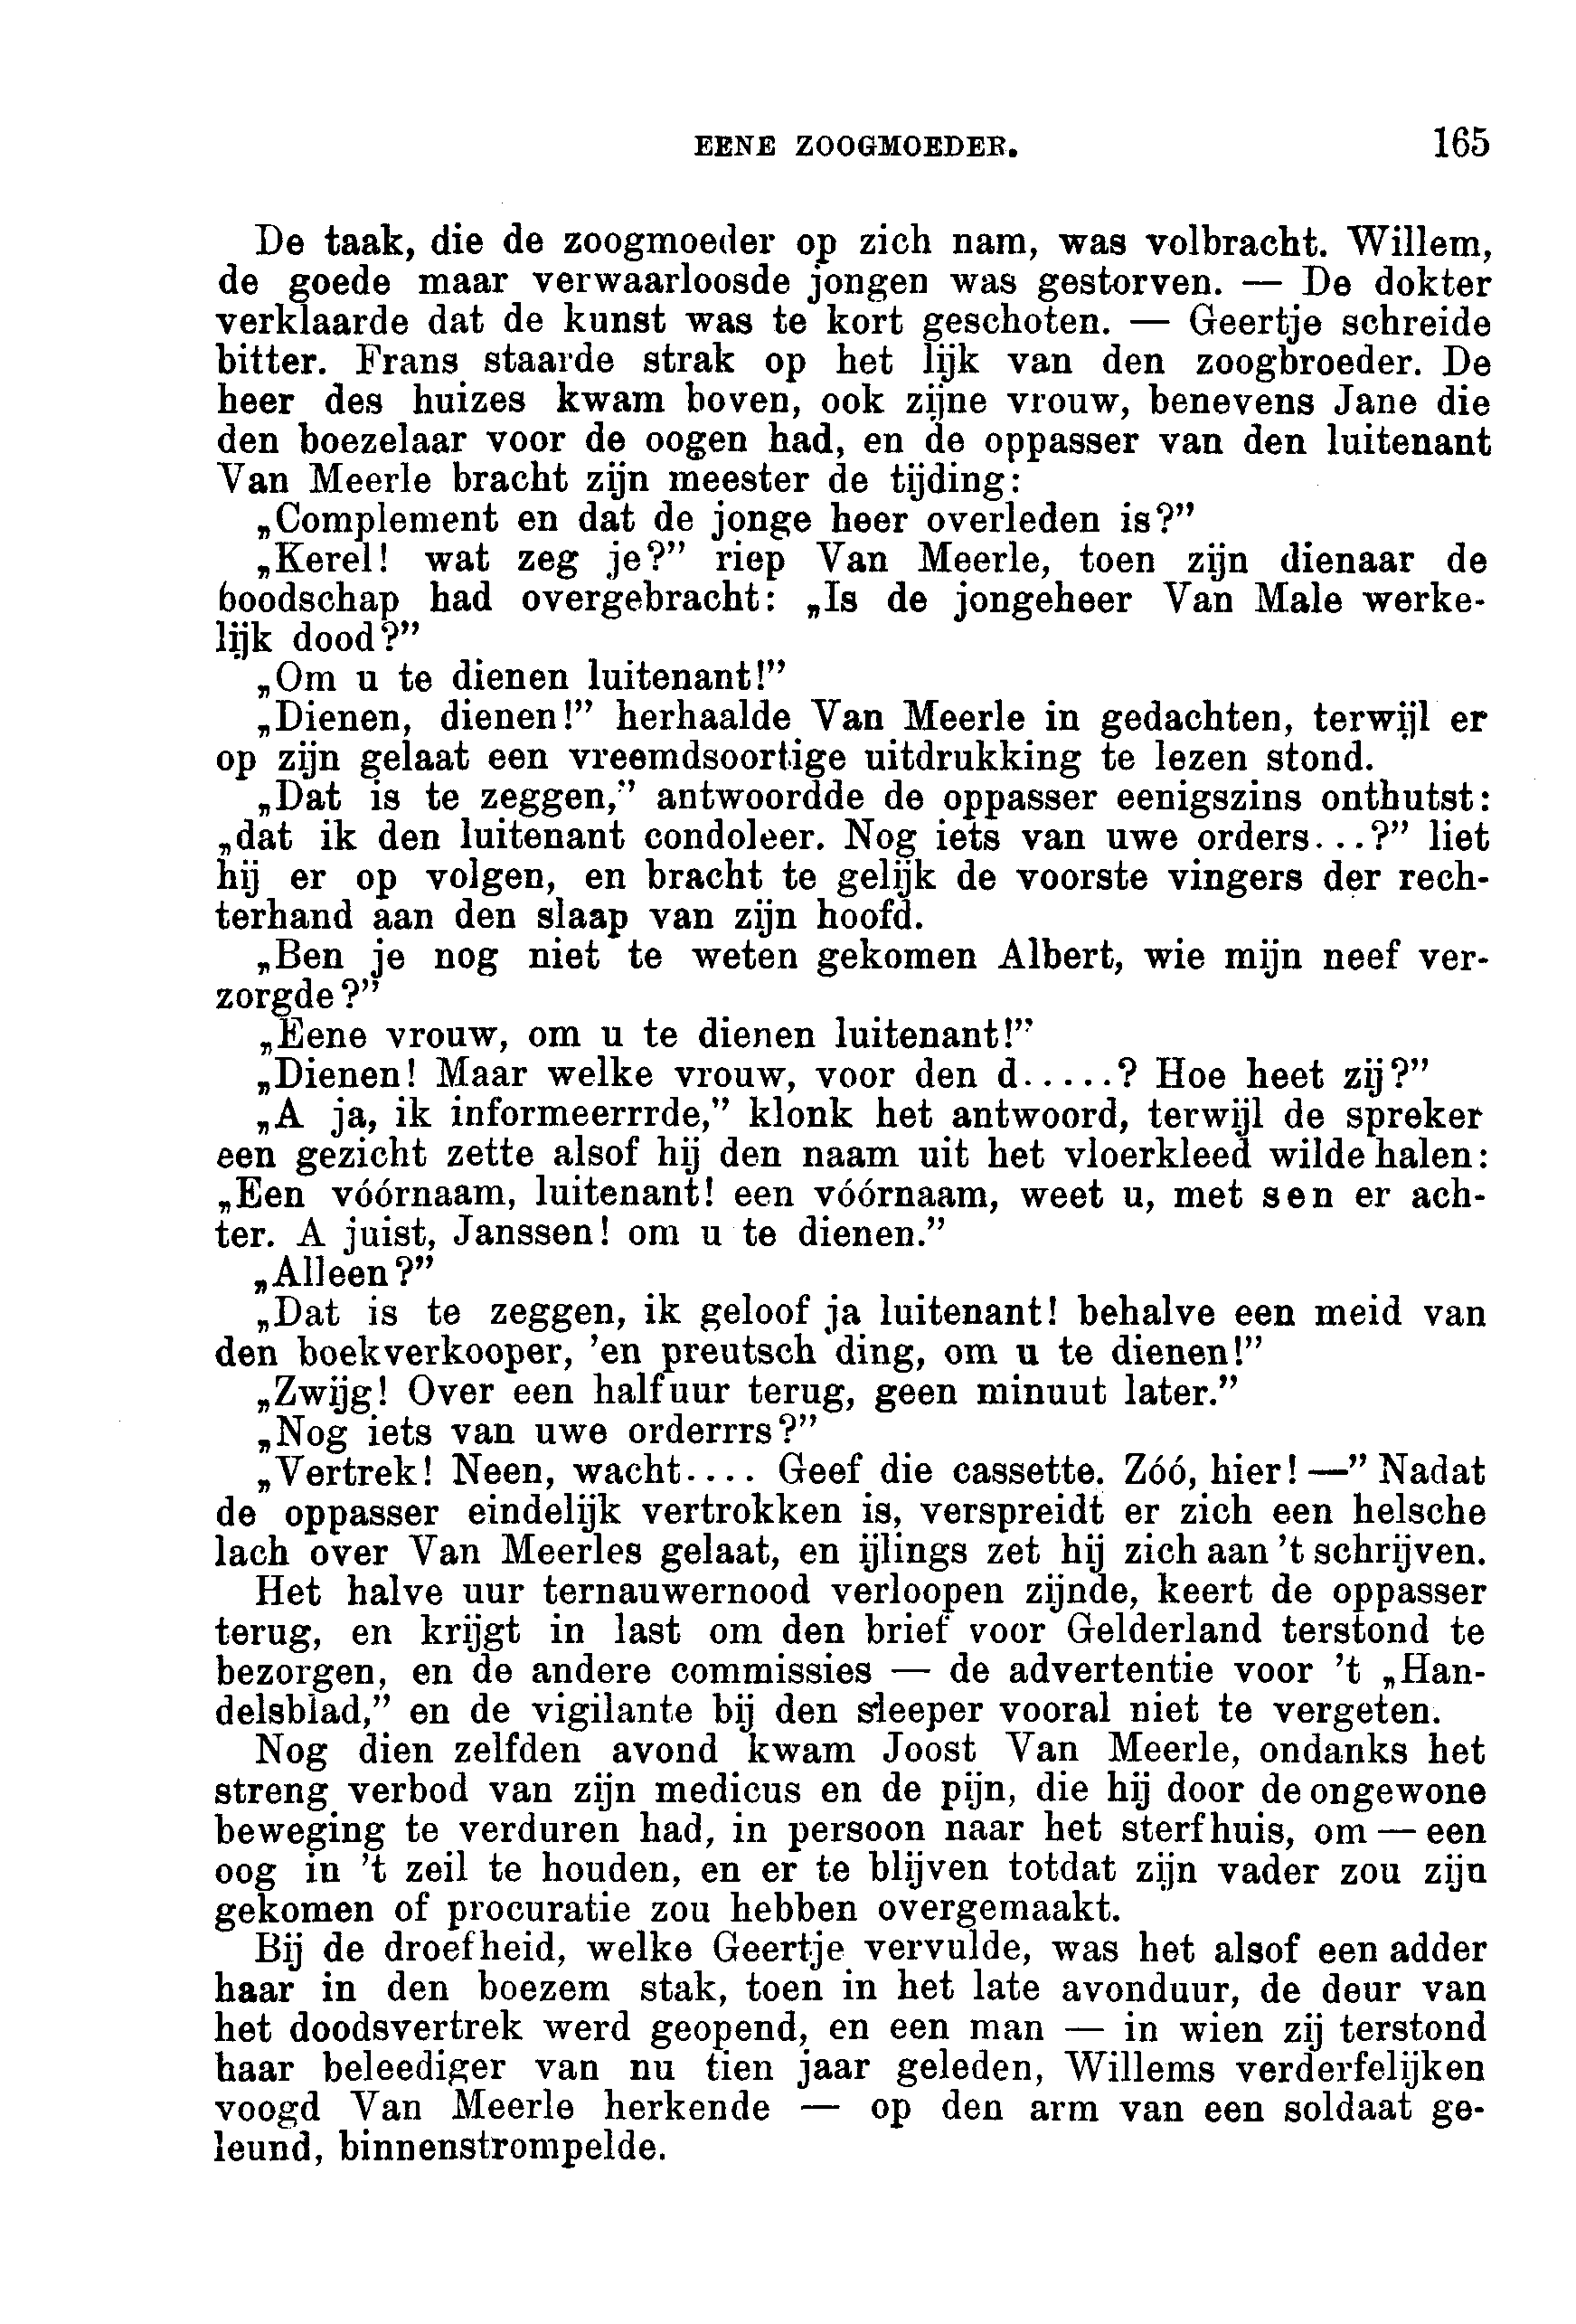 EENE ZOOGMOEDER. 165
De taak, die de zoogmoeder op zich nam, was volbracht. Willem,
de goede maar verwaarloosde jongen was gestorven. — De dokter
verklaarde dat de kunst was te kort geschoten. — Geertje schreide
bitter. Frans staarde strak op het lijk van den zoogbroeder. De
heer des huizes kwam boven, ook zijne vrouw, benevens Jane die
den boezelaar voor de oogen had, en de oppasser van den luitenant
Van Meerle bracht zijn meester de tijding:
„Complement en dat de jonge heer overleden is?”
„Kerel! wat zeg je?” riep Van Meerle, toen zijn dienaar de
boodschap had overgebracht: „Is de jongeheer Van Male werke-
lijk dood?”
„Om u te dienen luitenant!”
„Dienen, dienen!” herhaalde Van Meerle in gedachten, terwijl er
op zijn gelaat een vreemdsoortige uitdrukking te lezen stond.
„Dat is te zeggen,” antwoordde de oppasser eenigszins onthutst:
„dat ik den luitenant condoleer. Nog iets van uwe orders...?” liet
hij er op volgen, en bracht te gelijk de voorste vingers der rech-
terhand aan den slaap van zijn hoofd.
„Ben je nog niet te weten gekomen Albert, wie mijn neef ver-
zorgde?”
„Eene vrouw, om u te dienen luitenant!”
„Dienen! Maar welke vrouw, voor den d.....? Hoe heet zij?”
„A ja, ik informeerrrde,” klonk het antwoord, terwijl de spreker
een gezicht zette alsof hij den naam uit het vloerkleed wilde halen:
„Een vóórnaam, luitenant! een vóórnaam, weet u, met sen er ach-
ter. A juist, Janssen! om u te dienen.”
„Alleen?”
„Dat is te zeggen, ik geloof ja luitenant! behalve een meid van
den boekverkooper, ’en preutsch ding, om u te dienen!”
„Zwijg! Over een half uur terug, geen minuut later.”
„Nog iets van uwe orderrrs?”
„Vertrek! Neen, wacht.... Geef die cassette. Zóó, hier! —” Nadat
de oppasser eindelijk vertrokken is, verspreidt er zich een helsche
lach over Van Meerles gelaat, en ijlings zet hij zich aan ’t schrijven.
Het halve uur ternauwernood verloopen zijnde, keert de oppasser
terug, en krijgt in last om den brief voor Gelderland terstond te
bezorgen, en de andere commissies — de advertentie voor ’t „Han-
delsblad,” en de vigilante bij den sleeper vooral niet te vergeten.
Nog dien zelfden avond kwam Joost Van Meerle, ondanks het
streng verbod van zijn medicus en de pijn, die hij door de ongewone
beweging te verduren had, in persoon naar het sterfhuis, om — een
oog in ’t zeil te houden, en er te blijven totdat zijn vader zou zijn
gekomen of procuratie zou hebben overgemaakt.
Bij de droefheid, welke Geertje vervulde, was het alsof een adder
haar in den boezem stak, toen in het late avonduur, de deur van
het doodsvertrek werd geopend, en een man — in wien zij terstond
haar beleediger van nu tien jaar geleden, Willems verderfelijken
voogd Van Meerle herkende — op den arm van een soldaat ge-
leund, binnenstrompelde.